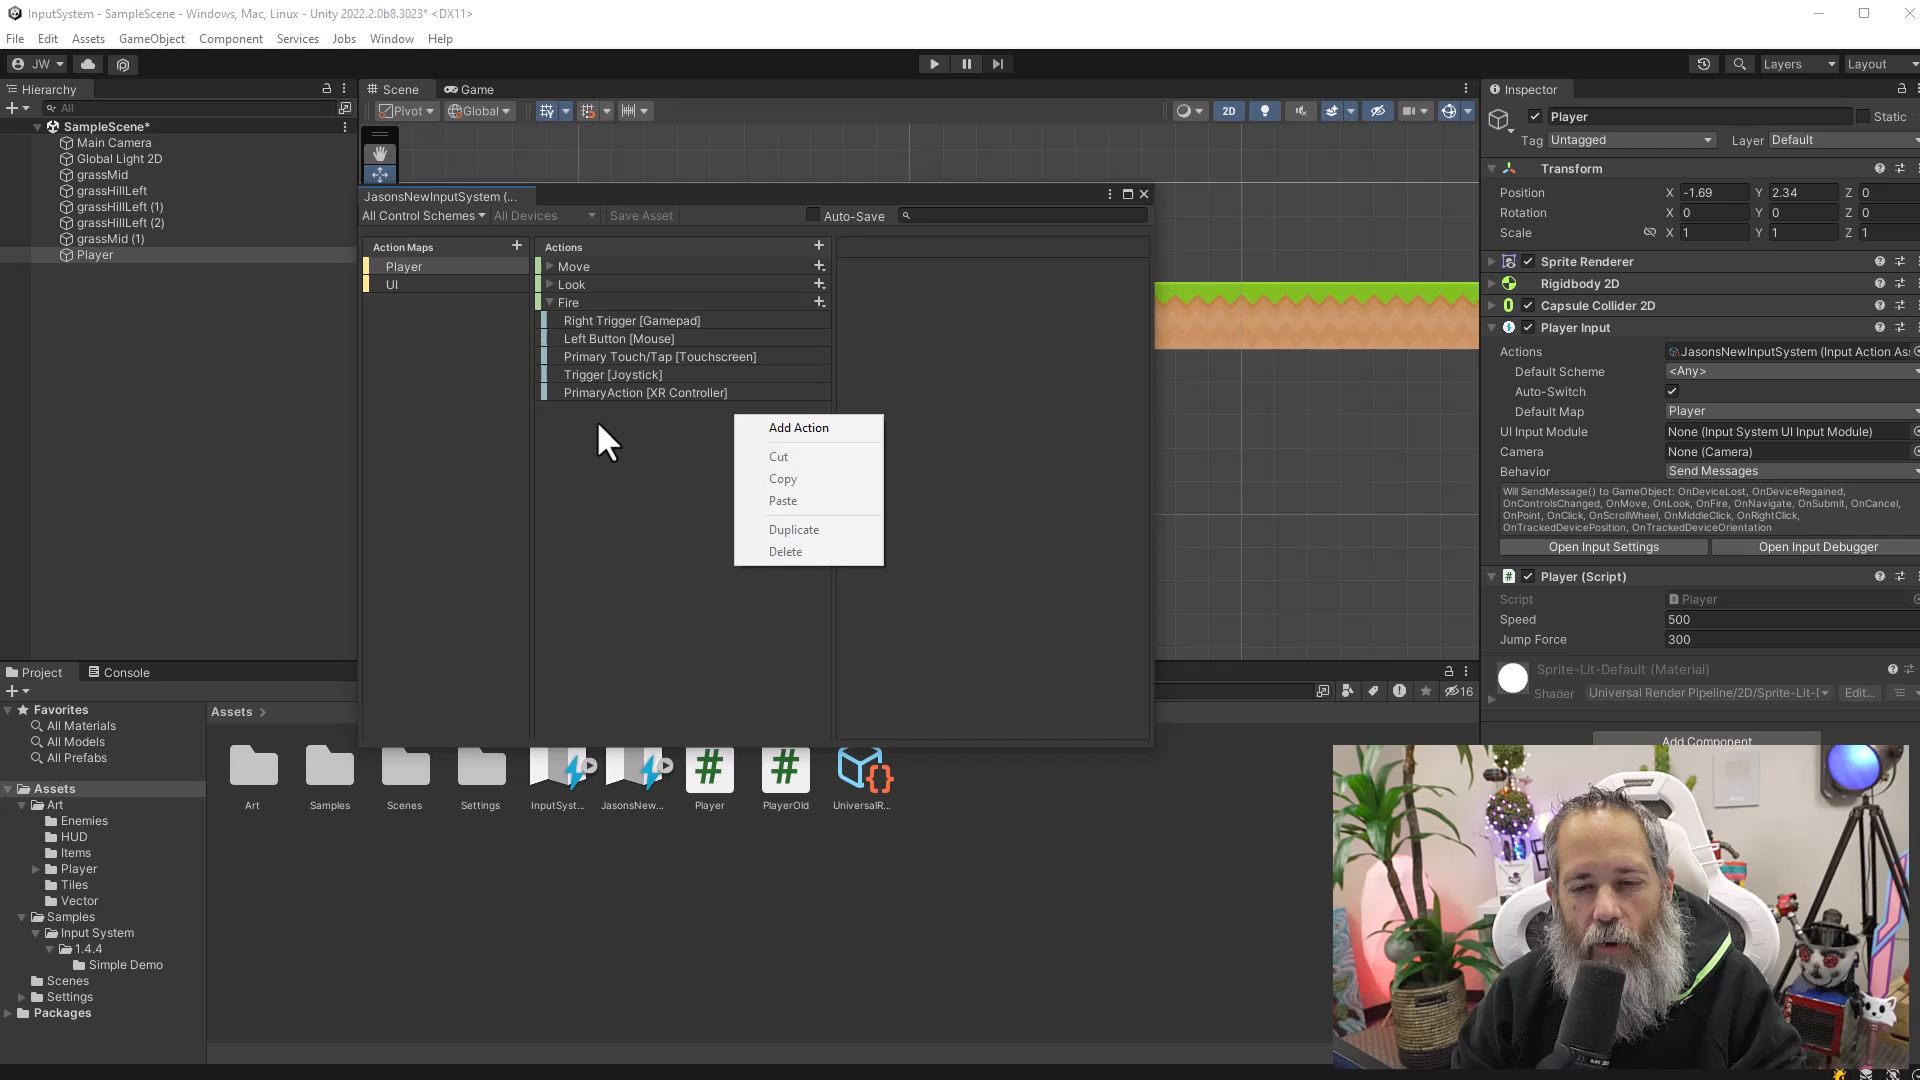 InputSystem - SampleScene - Windows, Mac, Linux - Unity 2022.2.0b8.3023* <DX11>
File Edit Assets GameObject Component Services Jobs Window Help
JW
Layers
Layout
Hierarchy
All
SampleScene*
Main Camera
Global Light 2D
grassMid
grassHillLeft
grassHillLeft (1)
grassHillLeft (2)
grassMid (1)
Player
Scene
Game
Pivot
Global
2D
JasonsNewInputSystem (...
All Control Schemes
All Devices
Save Asset
Auto-Save
Action Maps
Player
UI
Actions
Move
Look
Fire
Right Trigger [Gamepad]
Left Button [Mouse]
Primary Touch/Tap [Touchscreen]
Trigger [Joystick]
PrimaryAction [XR Controller]
Add Action
Cut
Copy
Paste
Duplicate
Delete
Inspector
Player
Static
Tag Untagged
Layer Default
Transform
Position X -1.69 Y 2.34 Z 0
Rotation X 0 Y 0 Z 0
Scale X 1 Y 1 Z 1
Sprite Renderer
Rigidbody 2D
Capsule Collider 2D
Player Input
Actions JasonsNewInputSystem (Input Action As
Default Scheme <Any>
Auto-Switch
Default Map Player
UI Input Module None (Input System UI Input Module)
Camera None (Camera)
Behavior Send Messages
Will SendMessage() to GameObject: OnDeviceLost, OnDeviceRegained,
OnControlsChanged, OnMove, OnLook, OnFire, OnNavigate, OnSubmit, OnCancel,
OnPoint, OnClick, OnScrollWheel, OnMiddleClick, OnRightClick,
OnTrackedDevicePosition, OnTrackedDeviceOrientation
Open Input Settings
Open Input Debugger
Player (Script)
Script Player
Speed 500
Jump Force 300
Sprite-Lit-Default (Material)
Shader Universal Render Pipeline/2D/Sprite-Lit-
Edit...
Add Component
Project
Console
16
Favorites
All Materials
All Models
All Prefabs
Assets
Art
Enemies
HUD
Items
Player
Tiles
Vector
Samples
Input System
1.4.4
Simple Demo
Scenes
Settings
Packages
Assets
Art
Samples
Scenes
Settings
InputSyst...
JasonsNew...
Player
PlayerOld
UniversalR...